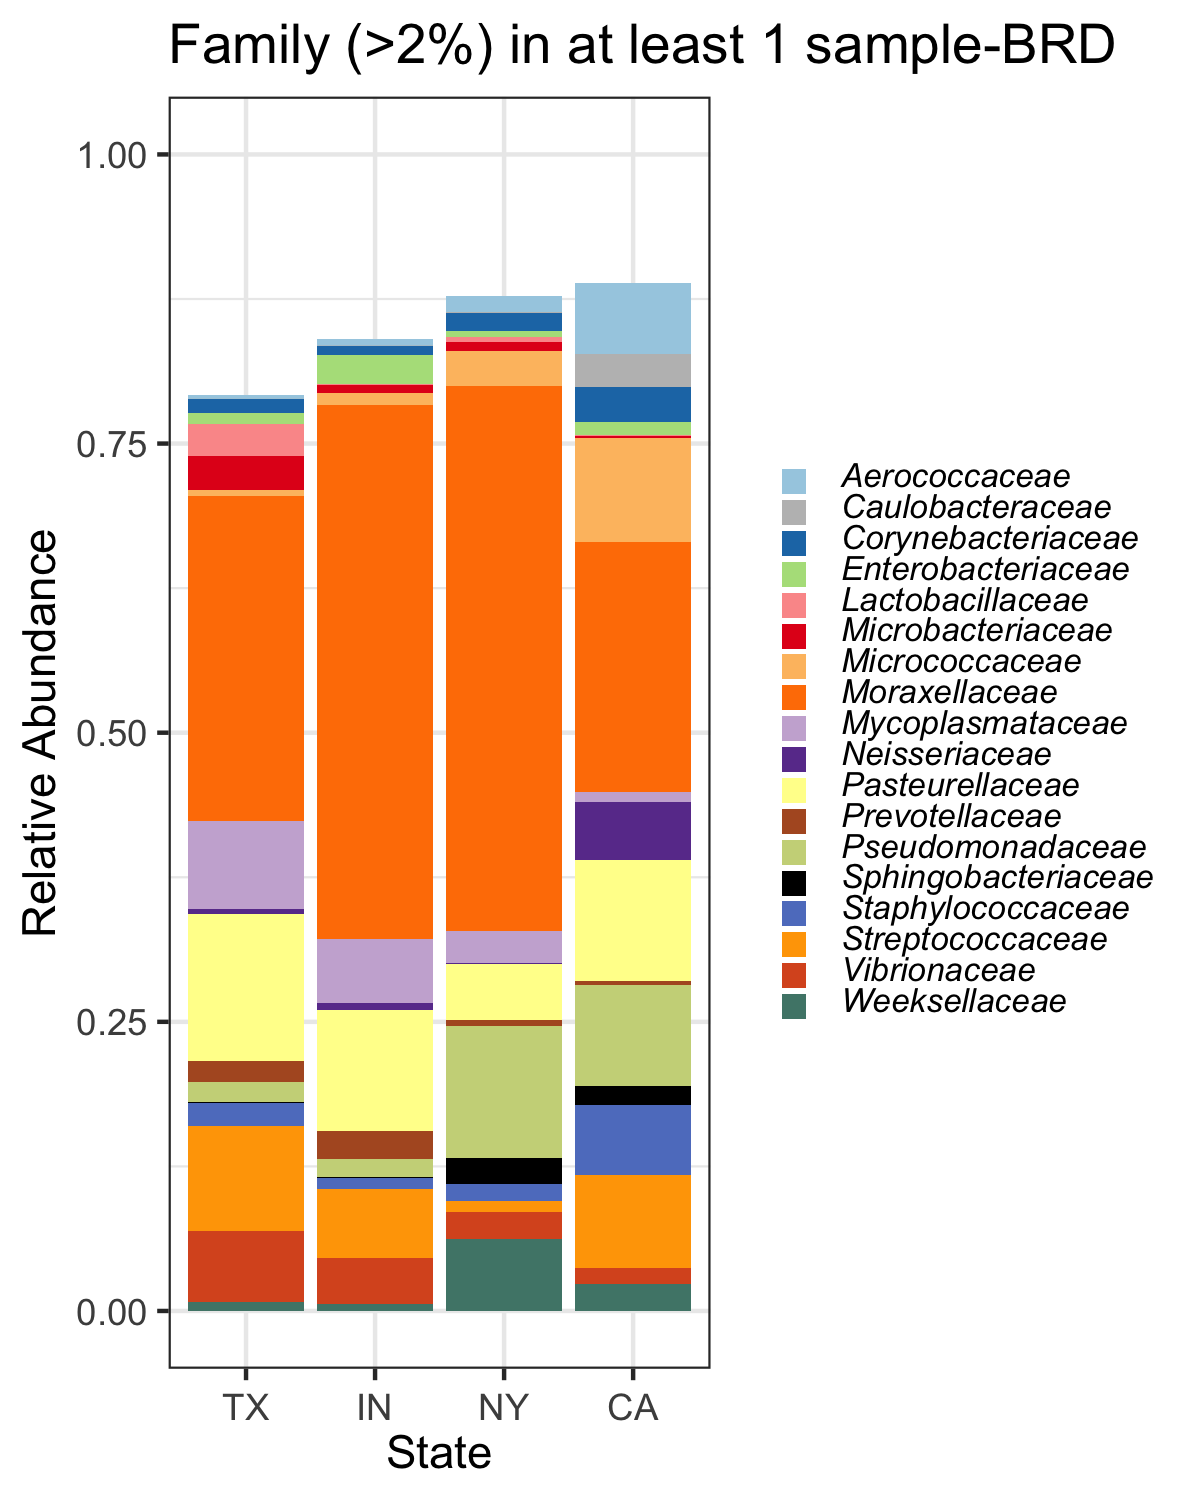 Family (>2%) in at least 1 sample-BRD
1.00
0.75
0.50
0.25
0.00
Relative Abundance
TX IN NY CA
State
Aerococcaceae
Caulobacteraceae
Corynebacteriaceae
Enterobacteriaceae
Lactobacillaceae
Microbacteriaceae
Micrococcaceae
Moraxellaceae
Mycoplasmataceae
Neisseriaceae
Pasteurellaceae
Prevotellaceae
Pseudomonadaceae
Sphingobacteriaceae
Staphylococcaceae
Streptococcaceae
Vibrionaceae
Weeksellaceae